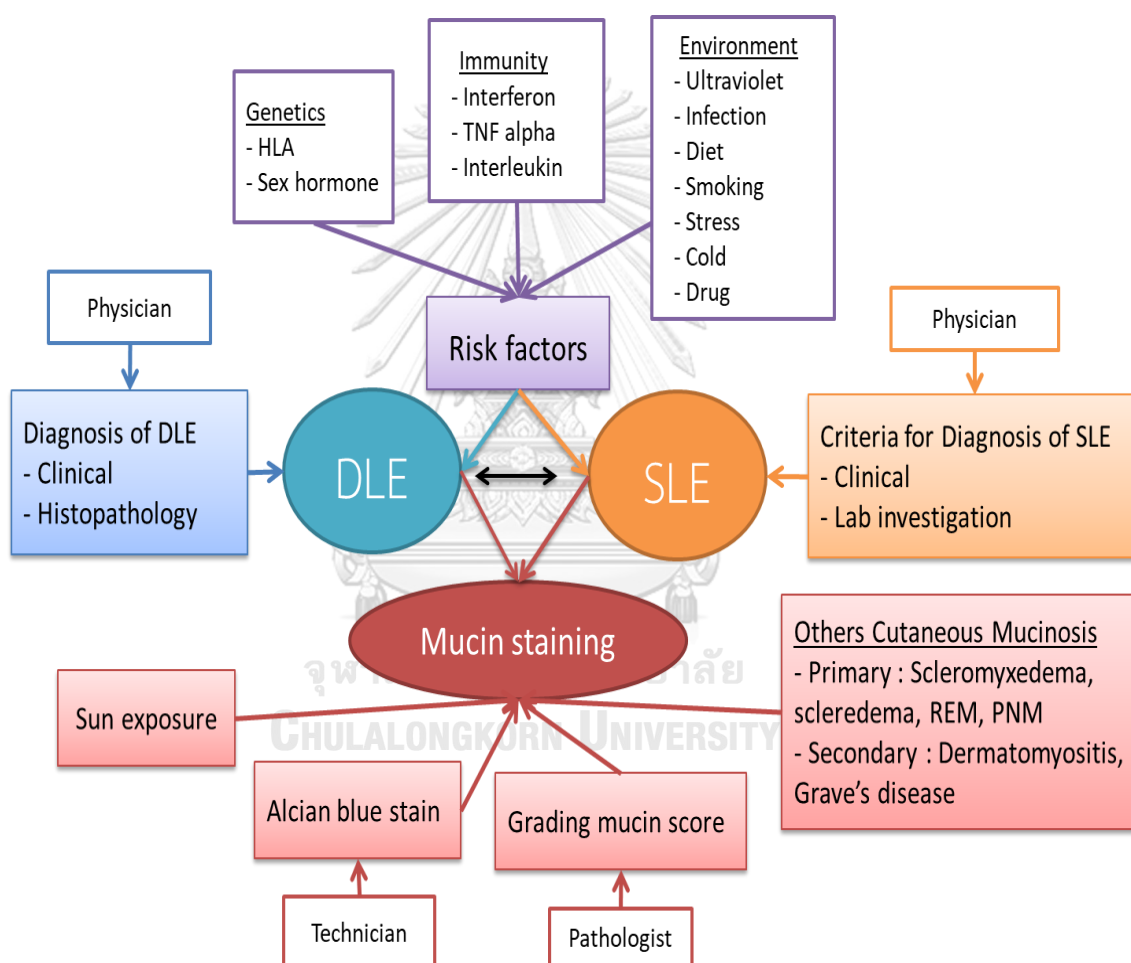 Genetics
- HLA
- Sex hormone
Immunity
- Interferon
- TNF alpha
- Interleukin
Environment
- Ultraviolet
- Infection
- Diet
- Smoking
- Stress
- Cold
- Drug
Physician
Risk factors
Physician
Diagnosis of DLE
- Clinical
- Histopathology
DLE
SLE
Criteria for Diagnosis of SLE
- Clinical
- Lab investigation
Mucin staining
Others Cutaneous Mucinosis
- Primary : Scleromyxedema,
scleredema, REM, PNM
- Secondary : Dermatomyositis,
Grave's disease
Sun exposure
CHULALONGKORN UNIVERSITY
Alcian blue stain
Grading mucin score
Technician
Pathologist